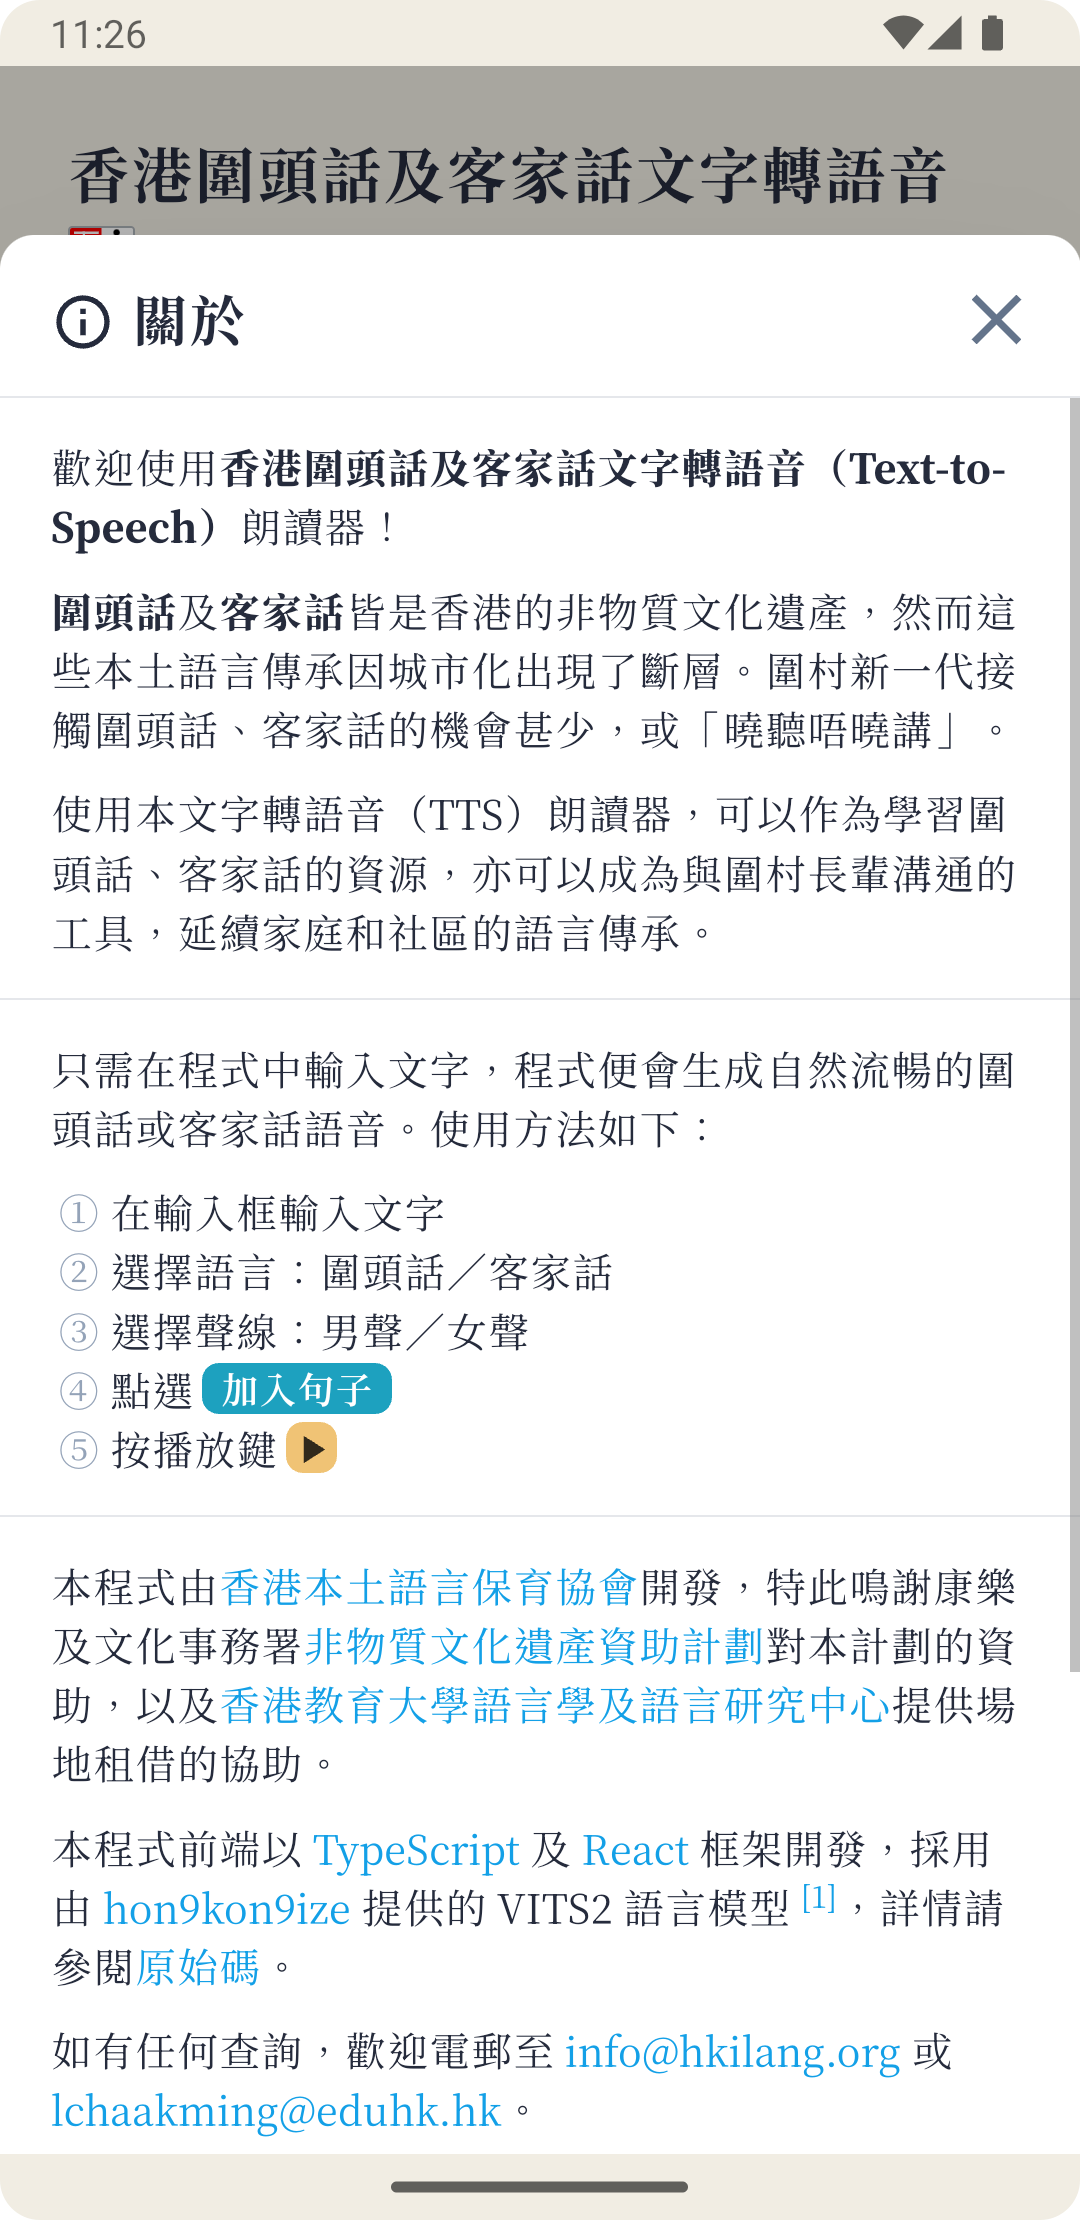 11:26
香港圍頭話及客家話文字轉語音
關於
歡迎使用香港圍頭話及客家話文字轉語音（Text-to-
Speech）朗讀器！
圍頭話及客家話皆是香港的非物質文化遺產，然而這
些本土語言傳承因城市化出現了斷層。圍村新一代接
觸圍頭話、客家話的機會甚少，或「曉聽唔曉講」。
使用本文字轉語音（TTS）朗讀器，可以作為學習圍
頭話、客家話的資源，亦可以成為與圍村長輩溝通的
工具，延續家庭和社區的語言傳承。
只需在程式中輸入文字，程式便會生成自然流暢的圍
頭話或客家話語音。使用方法如下：
① 在輸入框輸入文字
② 選擇語言：圍頭話／客家話
③ 選擇聲線：男聲／女聲
④ 點選 加入句子
⑤ 按播放鍵
本程式由香港本土語言保育協會開發，特此鳴謝康樂
及文化事務署非物質文化遺產資助計劃對本計劃的資
助，以及香港教育大學語言學及語言研究中心提供場
地租借的協助。
本程式前端以 TypeScript 及 React 框架開發，採用
由 hon9kon9ize 提供的 VITS2 語言模型 [1]，詳情請
參閱原始碼。
如有任何查詢，歡迎電郵至 info@hkilang.org 或
lchaakming@eduhk.hk。